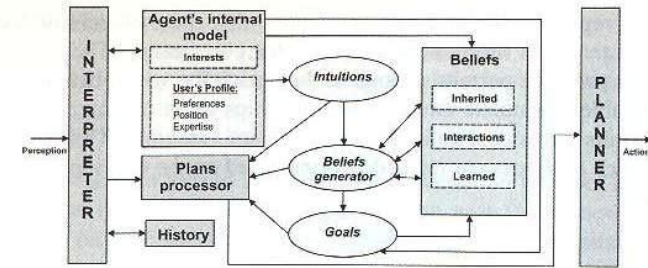 Perception
INTERPRETER
Agent's internal
model
Interests
User's Profile:
Preferences
Position
Expertise
Plans
processor
History
Intuitions
Beliefs
generator
Goals
Beliefs
Inherited
Interactions
Learned
PLANNER
Action